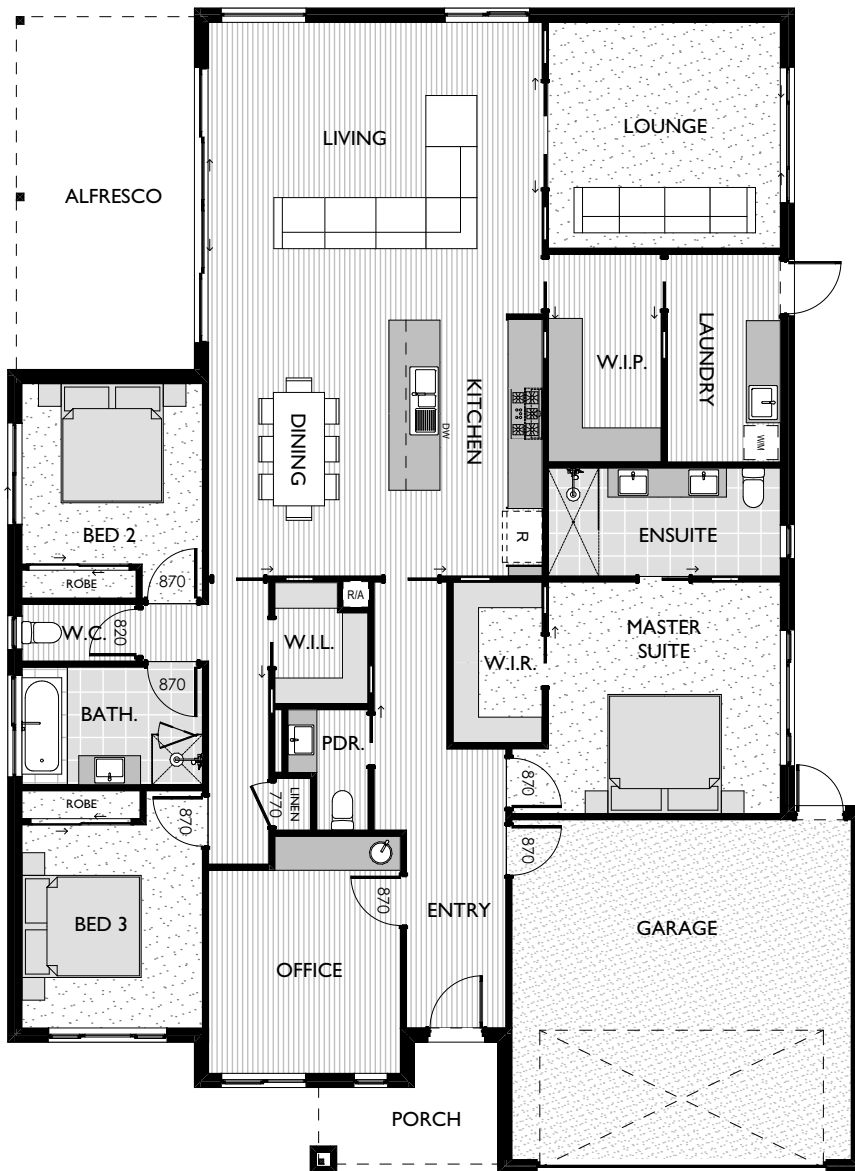 LIVING
LOUNGE
ALFRESCO
LAUNDRY
W.I.P.
KITCHEN
DINING
DW
W/M
BED 2
R
ENSUITE
ROBE
870
R/A
820
W.C.
W.I.L.
MASTER
SUITE
W.I.R.
870
BATH.
PDR.
870
ROBE
770
LINEN
870
870
870
ENTRY
BED 3
GARAGE
OFFICE
PORCH